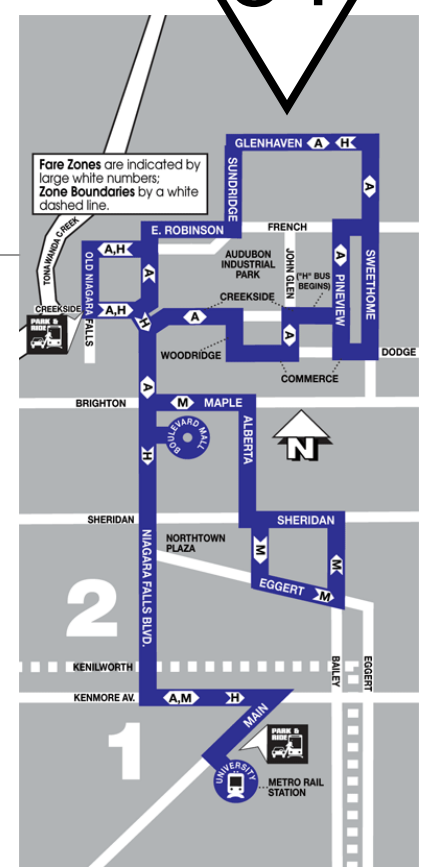 Fare Zones are indicated by
large white numbers;
Zone Boundaries by a white
dashed line.
GLENHAVEN A H
SUNDRIDGE
A
E. ROBINSON
FRENCH
TONAWANDA CREEK
OLD NIAGARA FALLS
A,H
A
AUDUBON
INDUSTRIAL
PARK
JOHN GLEN
("H" BUS
BEGINS)
A
PINEVIEW
SWEETHOME
CREEKSIDE
CREEKSIDE
A,H
H
A
PARK &
RIDE
WOODRIDGE
A
DODGE
COMMERCE
A
BRIGHTON
M MAPLE
BOULEVARD MALL
ALBERTA
N
H
SHERIDAN
SHERIDAN
NIAGARA FALLS BLVD.
NORTHTOWN
PLAZA
M
M
EGGERT M
2
KENILWORTH
BAILEY
EGGERT
KENMORE AV.
A,M H
1
MAIN
PARK &
RIDE
UNIVERSITY
METRO RAIL
STATION